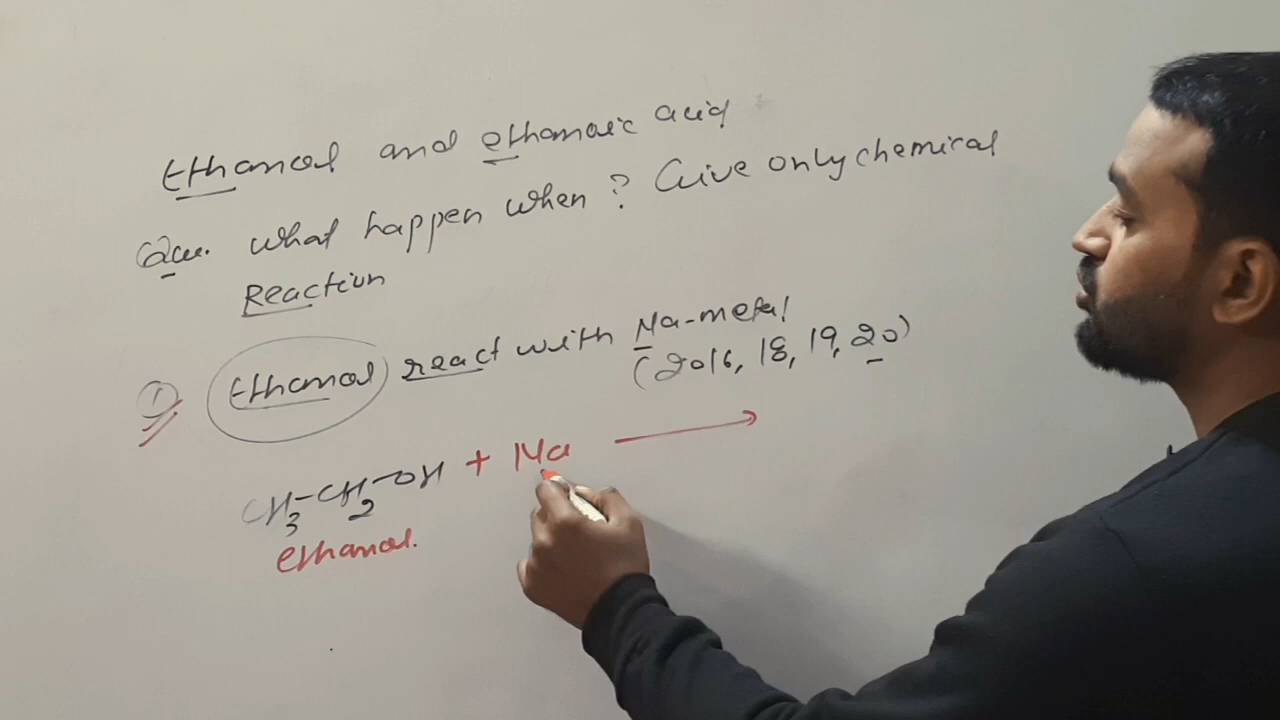 Ethanol and ethanoic acid
Que. what happen when? Give only chemical
Reaction
① Ethanol react with Na-metal
(2016, 18, 19, 20)
CH3-CH2-OH + Na →
ethanol.